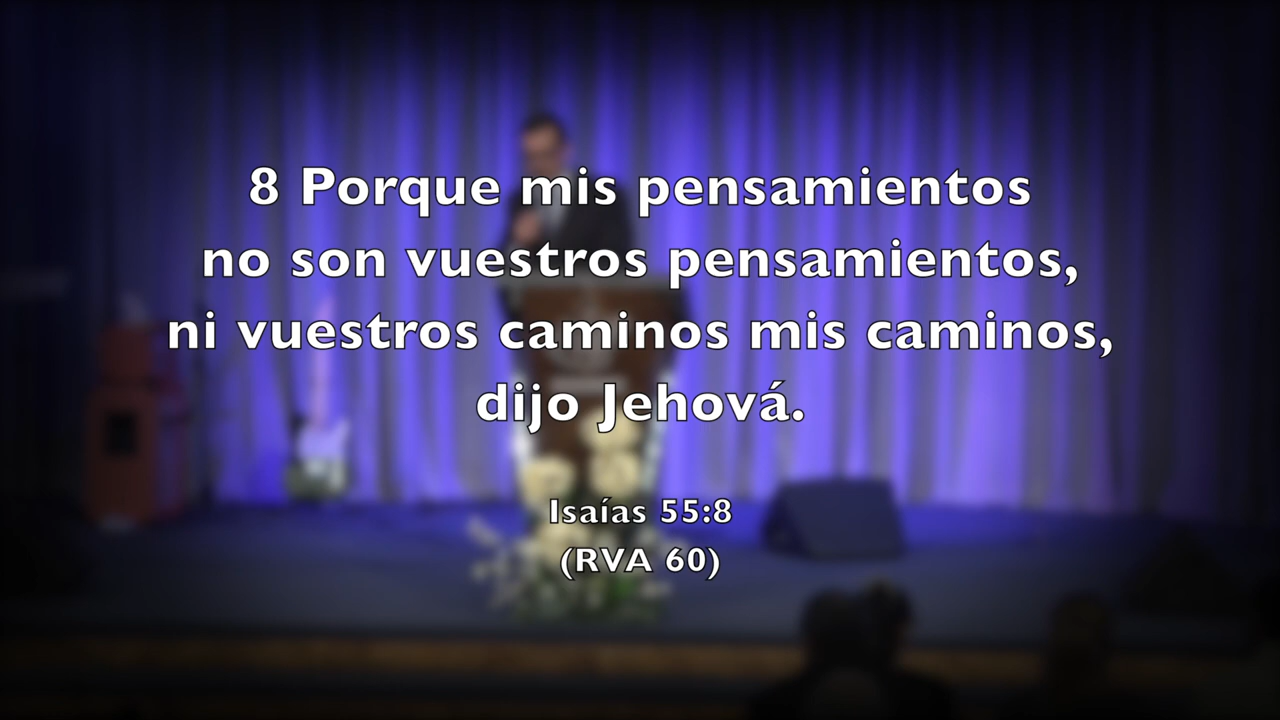 8 Porque mis pensamientos
no son vuestros pensamientos,
ni vuestros caminos mis caminos,
dijo Jehová.
Isaías 55:8
(RVA 60)